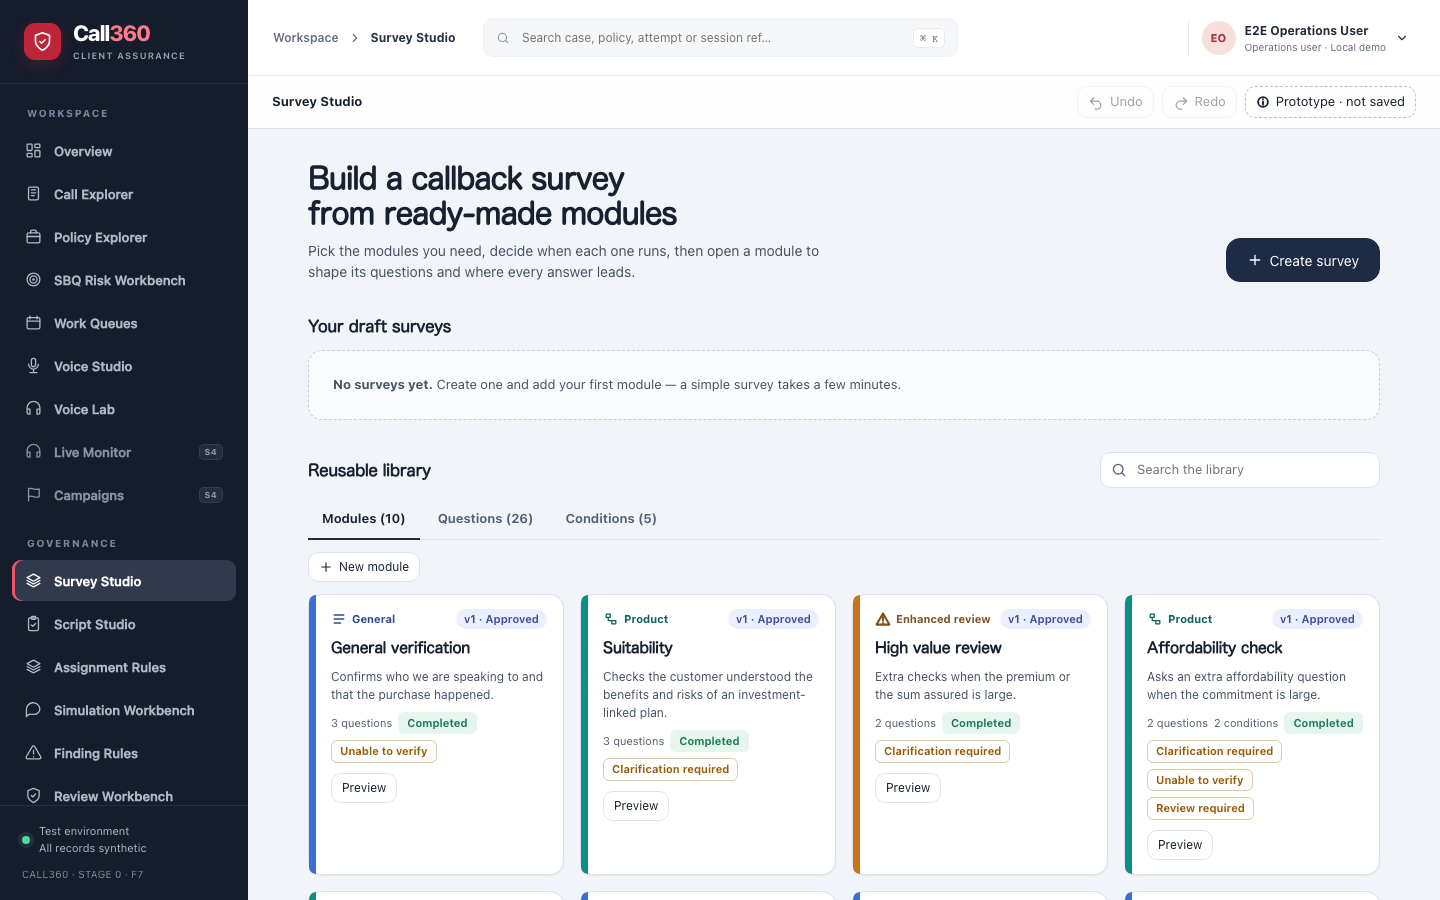 Call360
CLIENT ASSURANCE
WORKSPACE
Overview
Call Explorer
Policy Explorer
SBQ Risk Workbench
Work Queues
Voice Studio
Voice Lab
Live Monitor S4
Campaigns S4
GOVERNANCE
Survey Studio
Script Studio
Assignment Rules
Simulation Workbench
Finding Rules
Review Workbench
Test environment
All records synthetic
CALL360 · STAGE 0 · F7
Workspace > Survey Studio
Search case, policy, attempt or session ref...
⌘ K
EO
E2E Operations User
Operations user · Local demo
Survey Studio
Undo
Redo
Prototype · not saved
Build a callback survey
from ready-made modules
Pick the modules you need, decide when each one runs, then open a module to
shape its questions and where every answer leads.
+ Create survey
Your draft surveys
No surveys yet. Create one and add your first module — a simple survey takes a few minutes.
Reusable library
Search the library
Modules (10)
Questions (26)
Conditions (5)
+ New module
General
v1 · Approved
General verification
Confirms who we are speaking to and
that the purchase happened.
3 questions
Completed
Unable to verify
Preview
Product
v1 · Approved
Suitability
Checks the customer understood the
benefits and risks of an investment-
linked plan.
3 questions
Completed
Clarification required
Preview
Enhanced review
v1 · Approved
High value review
Extra checks when the premium or
the sum assured is large.
2 questions
Completed
Clarification required
Preview
Product
v1 · Approved
Affordability check
Asks an extra affordability question
when the commitment is large.
2 questions 2 conditions
Completed
Clarification required
Unable to verify
Review required
Preview